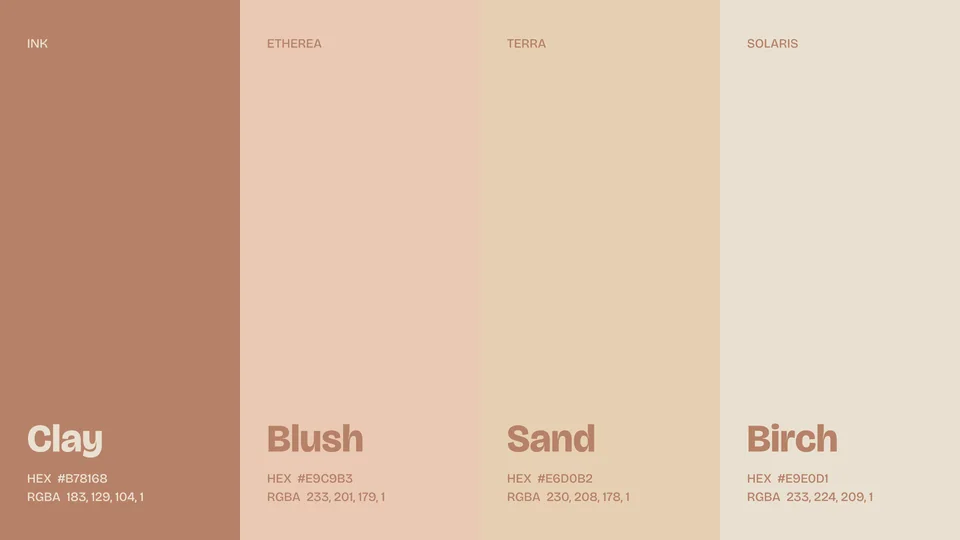 INK
Clay
HEX #B78168
RGBA 183, 129, 104, 1
ETHEREA
Blush
HEX #E9C9B3
RGBA 233, 201, 179, 1
TERRA
Sand
HEX #E6D0B2
RGBA 230, 208, 178, 1
SOLARIS
Birch
HEX #E9E0D1
RGBA 233, 224, 209, 1